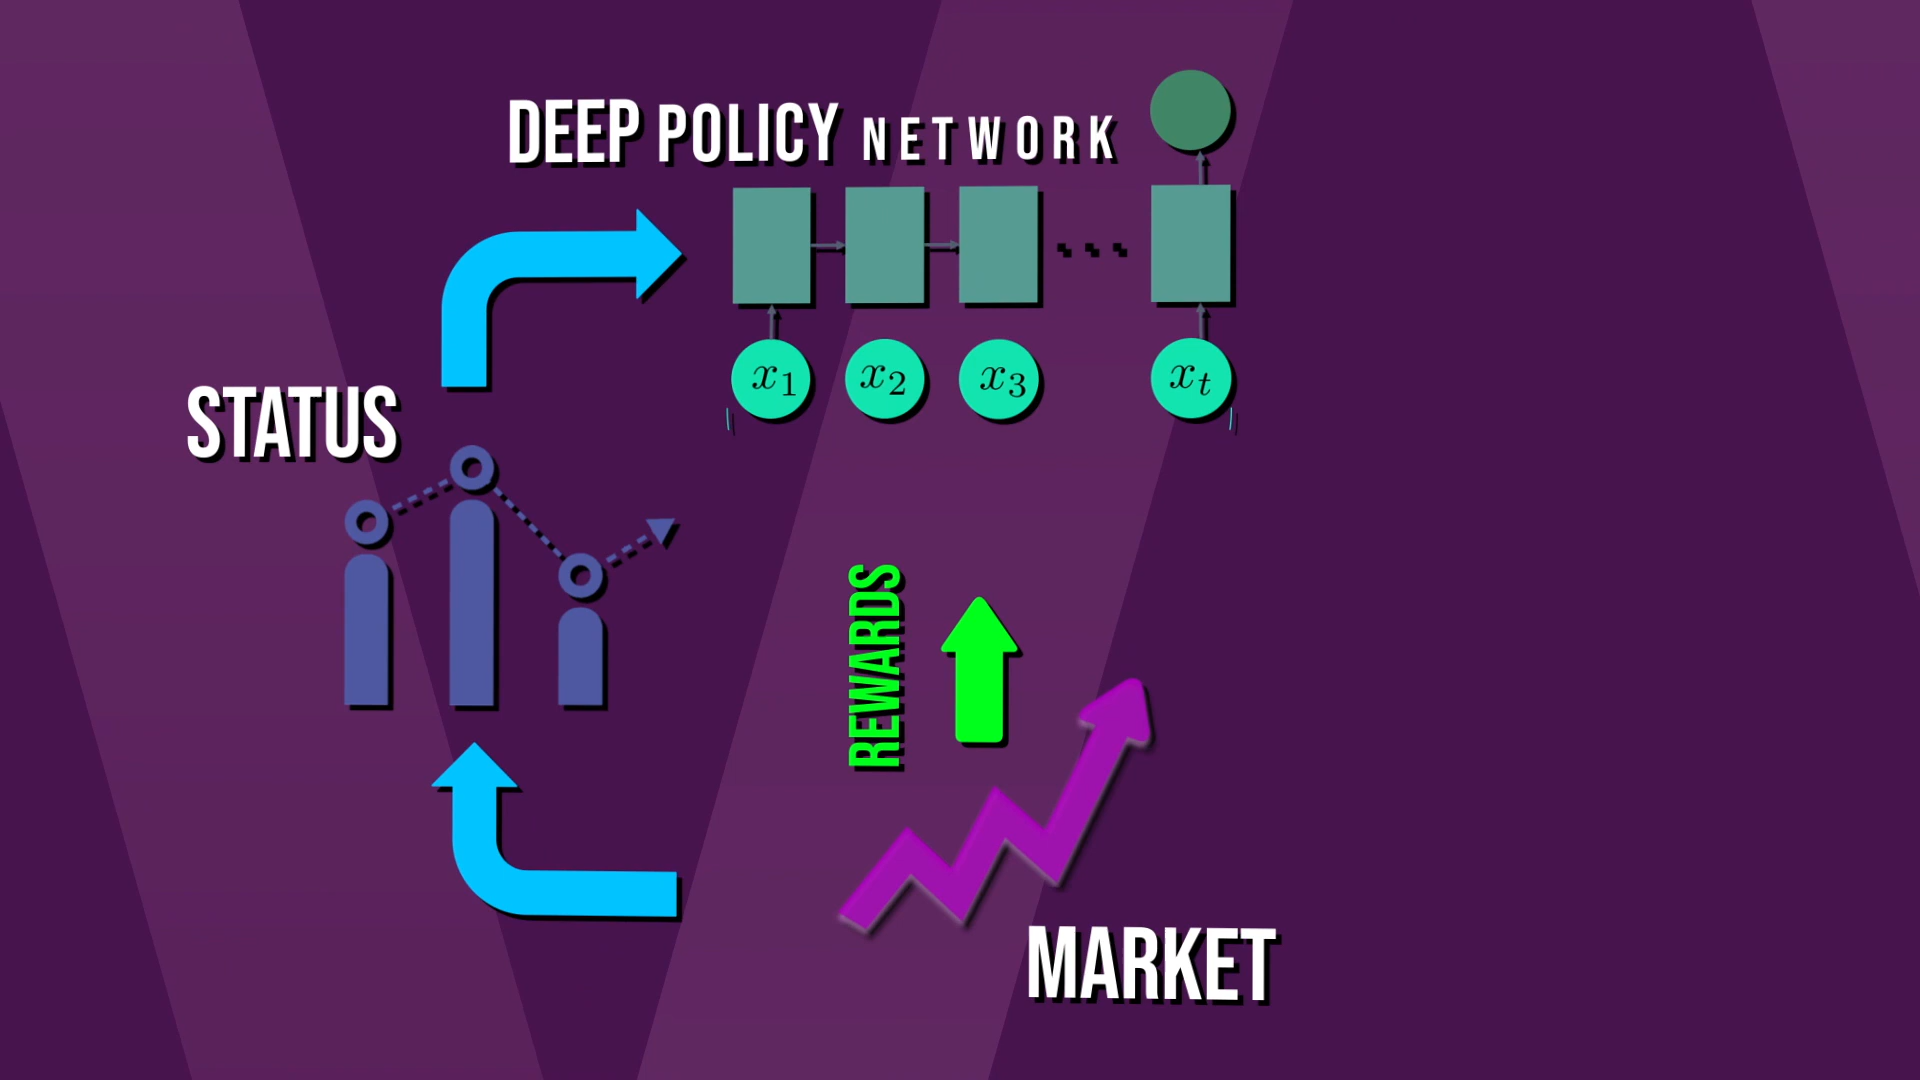 DEEP POLICY NETWORK
x1 x2 x3 ... xt
STATUS
REWARDS
MARKET